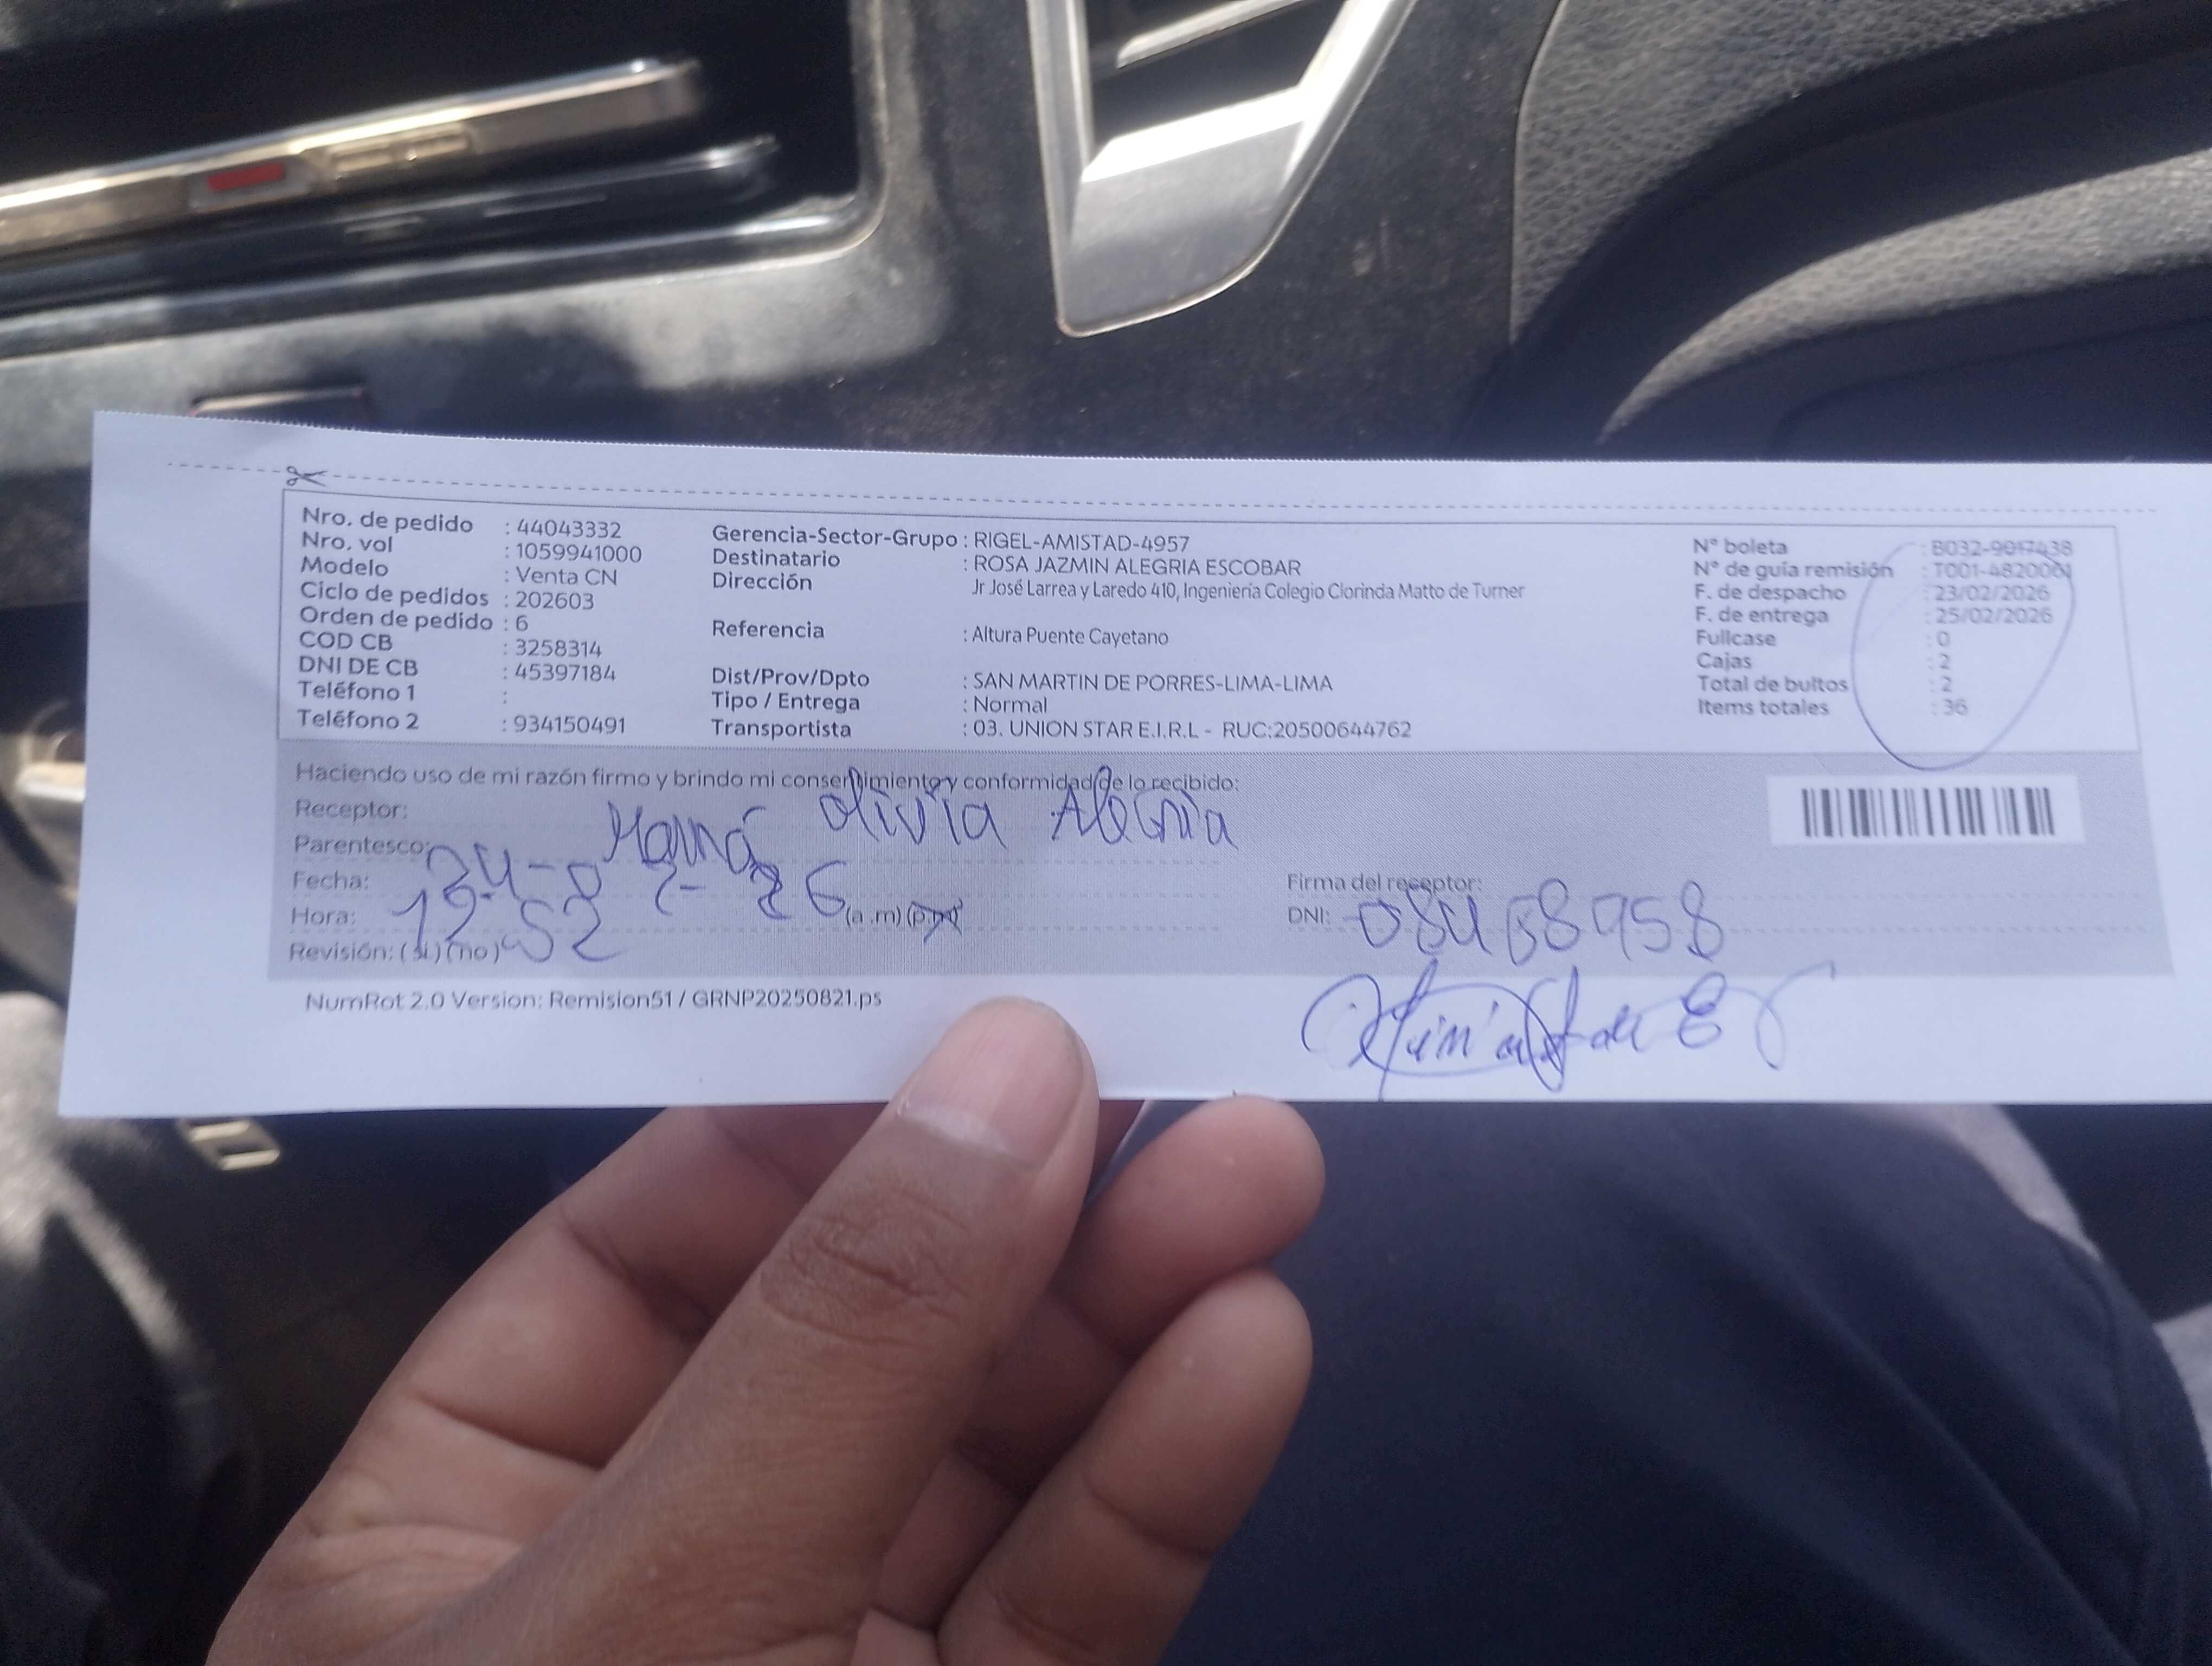 Nro. de pedido : 44043332
Nro. vol : 1059941000
Modelo : Venta CN
Ciclo de pedidos : 202603
Orden de pedido : 6
COD CB : 3258314
DNI DE CB : 45397184
Teléfono 1 :
Teléfono 2 : 934150491
Gerencia-Sector-Grupo : RIGEL-AMISTAD-4957
Destinatario : ROSA JAZMIN ALEGRIA ESCOBAR
Dirección Jr José Larrea y Laredo 410, Ingeniería Colegio Clorinda Matto de Turner
Referencia : Altura Puente Cayetano
Dist/Prov/Dpto : SAN MARTIN DE PORRES-LIMA-LIMA
Tipo / Entrega : Normal
Transportista : 03. UNION STAR E.I.R.L - RUC:20500644762
N° boleta : B032-9917438
N° de guía remisión : T001-4820061
F. de despacho : 23/02/2026
F. de entrega : 25/02/2026
Fullcase : 0
Cajas : 2
Total de bultos : 2
Items totales : 36
Haciendo uso de mi razón firmo y brindo mi consentimiento y conformidad de lo recibido:
Receptor: olivia Alegria
Parentesco: Mamá
Fecha: 24-02-26
Hora: 12:52 (a.m) (p.m)
Revisión: (si) (no)
Firma del receptor:
DNI: 08468958
NumRot 2.0 Version: Remision51 / GRNP20250821.ps